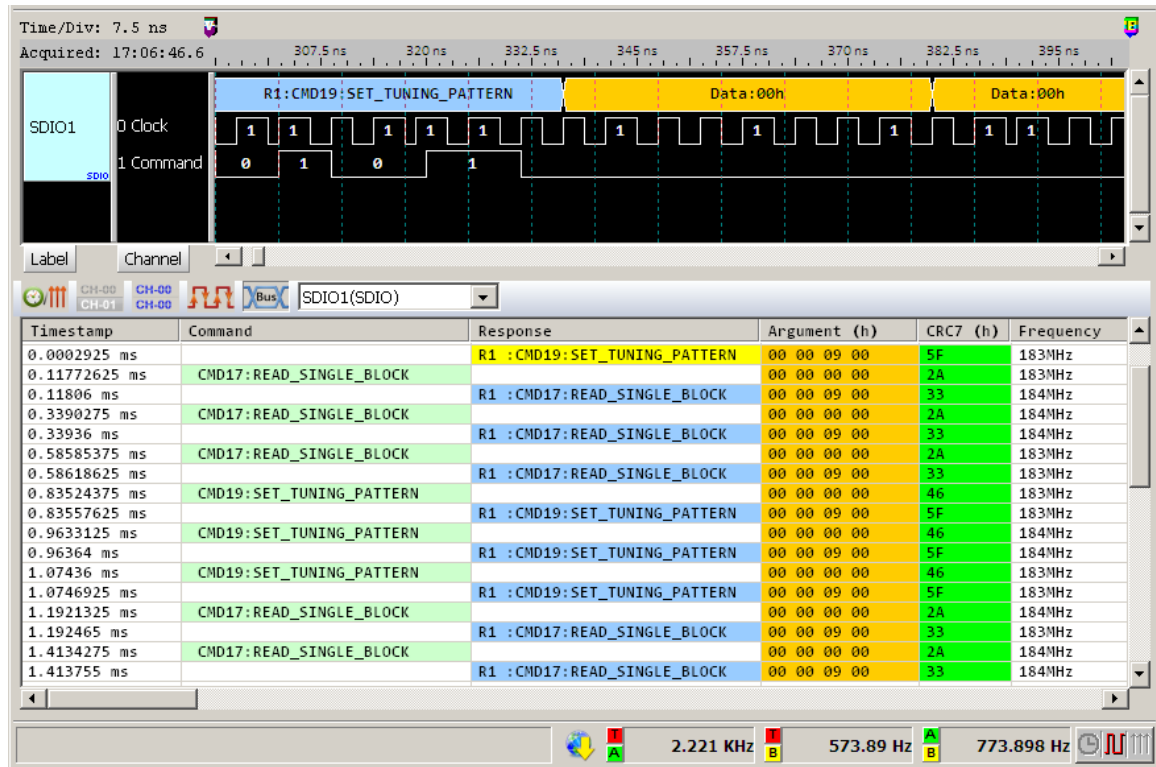 Time/Div: 7.5 ns
Acquired: 17:06:46.6 307.5 ns 320 ns 332.5 ns 345 ns 357.5 ns 370 ns 382.5 ns 395 ns
R1:CMD19:SET_TUNING_PATTERN Data:00h Data:00h
SDIO1 0 Clock 1 1 1 1 1 1 1 1 1 1
1 Command 0 1 0 1
SDIO
Label Channel
CH-00 CH-00 Bus SDIO1(SDIO)
CH-01 CH-00
Timestamp Command Response Argument (h) CRC7 (h) Frequency
0.0002925 ms R1 :CMD19:SET_TUNING_PATTERN 00 00 09 00 5F 183MHz
0.11772625 ms CMD17:READ_SINGLE_BLOCK 00 00 00 00 2A 183MHz
0.11806 ms R1 :CMD17:READ_SINGLE_BLOCK 00 00 09 00 33 184MHz
0.3390275 ms CMD17:READ_SINGLE_BLOCK 00 00 00 00 2A 183MHz
0.33936 ms R1 :CMD17:READ_SINGLE_BLOCK 00 00 09 00 33 184MHz
0.58585375 ms CMD17:READ_SINGLE_BLOCK 00 00 00 00 2A 183MHz
0.58618625 ms R1 :CMD17:READ_SINGLE_BLOCK 00 00 09 00 33 183MHz
0.83524375 ms CMD19:SET_TUNING_PATTERN 00 00 00 00 46 183MHz
0.83557625 ms R1 :CMD19:SET_TUNING_PATTERN 00 00 09 00 5F 183MHz
0.9633125 ms CMD19:SET_TUNING_PATTERN 00 00 00 00 46 184MHz
0.96364 ms R1 :CMD19:SET_TUNING_PATTERN 00 00 09 00 5F 184MHz
1.07436 ms CMD19:SET_TUNING_PATTERN 00 00 00 00 46 183MHz
1.0746925 ms R1 :CMD19:SET_TUNING_PATTERN 00 00 09 00 5F 183MHz
1.1921325 ms CMD17:READ_SINGLE_BLOCK 00 00 00 00 2A 184MHz
1.192465 ms R1 :CMD17:READ_SINGLE_BLOCK 00 00 09 00 33 183MHz
1.4134275 ms CMD17:READ_SINGLE_BLOCK 00 00 00 00 2A 184MHz
1.413755 ms R1 :CMD17:READ_SINGLE_BLOCK 00 00 09 00 33 184MHz
T A 2.221 KHz T B 573.89 Hz A B 773.898 Hz